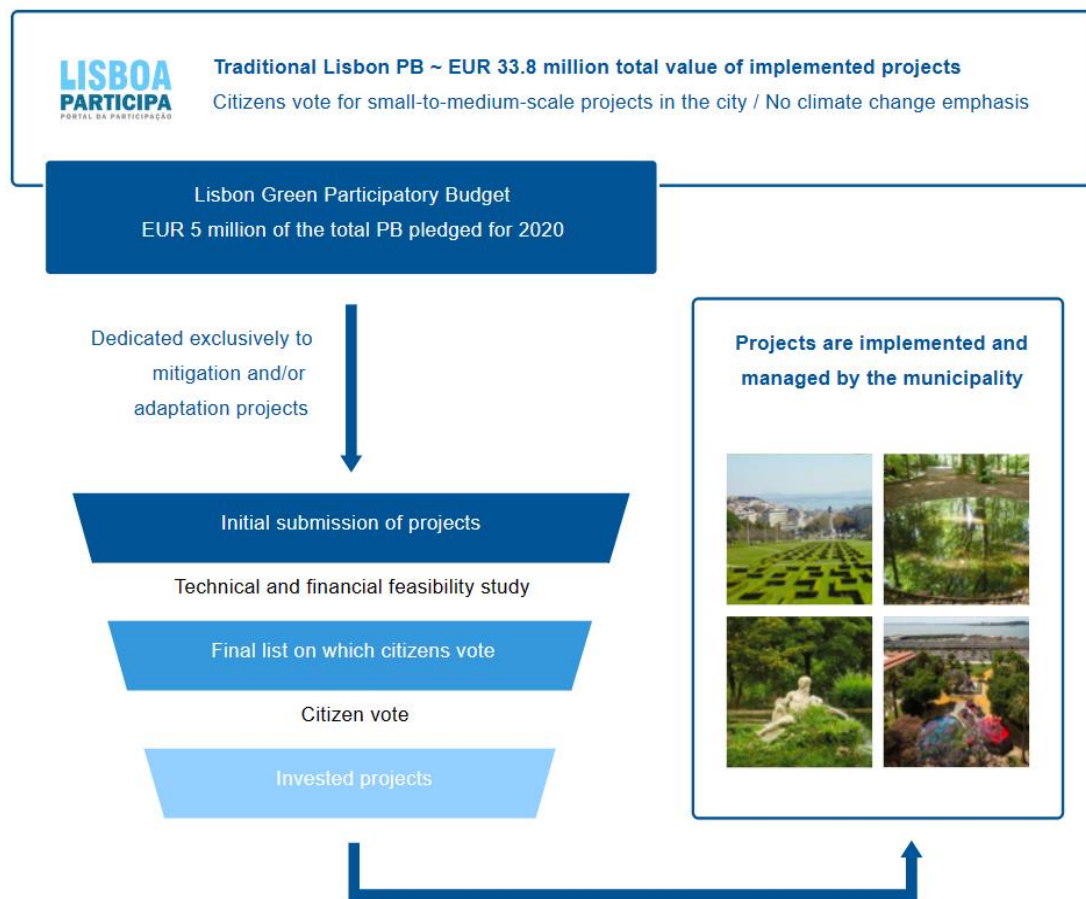 LISBOA
PARTICIPA
PORTAL DA PARTICIPAÇÃO
Traditional Lisbon PB ~ EUR 33.8 million total value of implemented projects
Citizens vote for small-to-medium-scale projects in the city / No climate change emphasis
Lisbon Green Participatory Budget
EUR 5 million of the total PB pledged for 2020
Dedicated exclusively to
mitigation and/or
adaptation projects
Initial submission of projects
Technical and financial feasibility study
Final list on which citizens vote
Citizen vote
Invested projects
Projects are implemented and
managed by the municipality